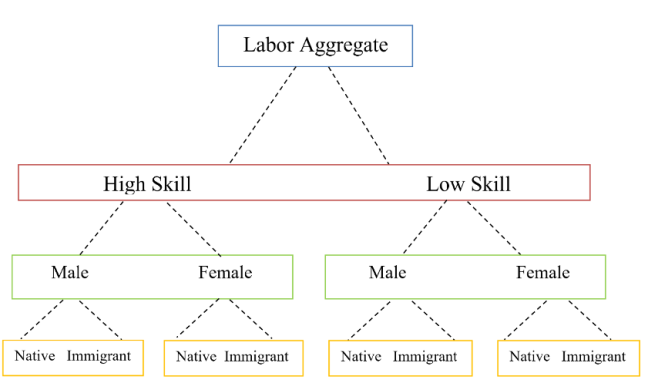 Labor Aggregate
High Skill Low Skill
Male Female Male Female
Native Immigrant Native Immigrant Native Immigrant Native Immigrant